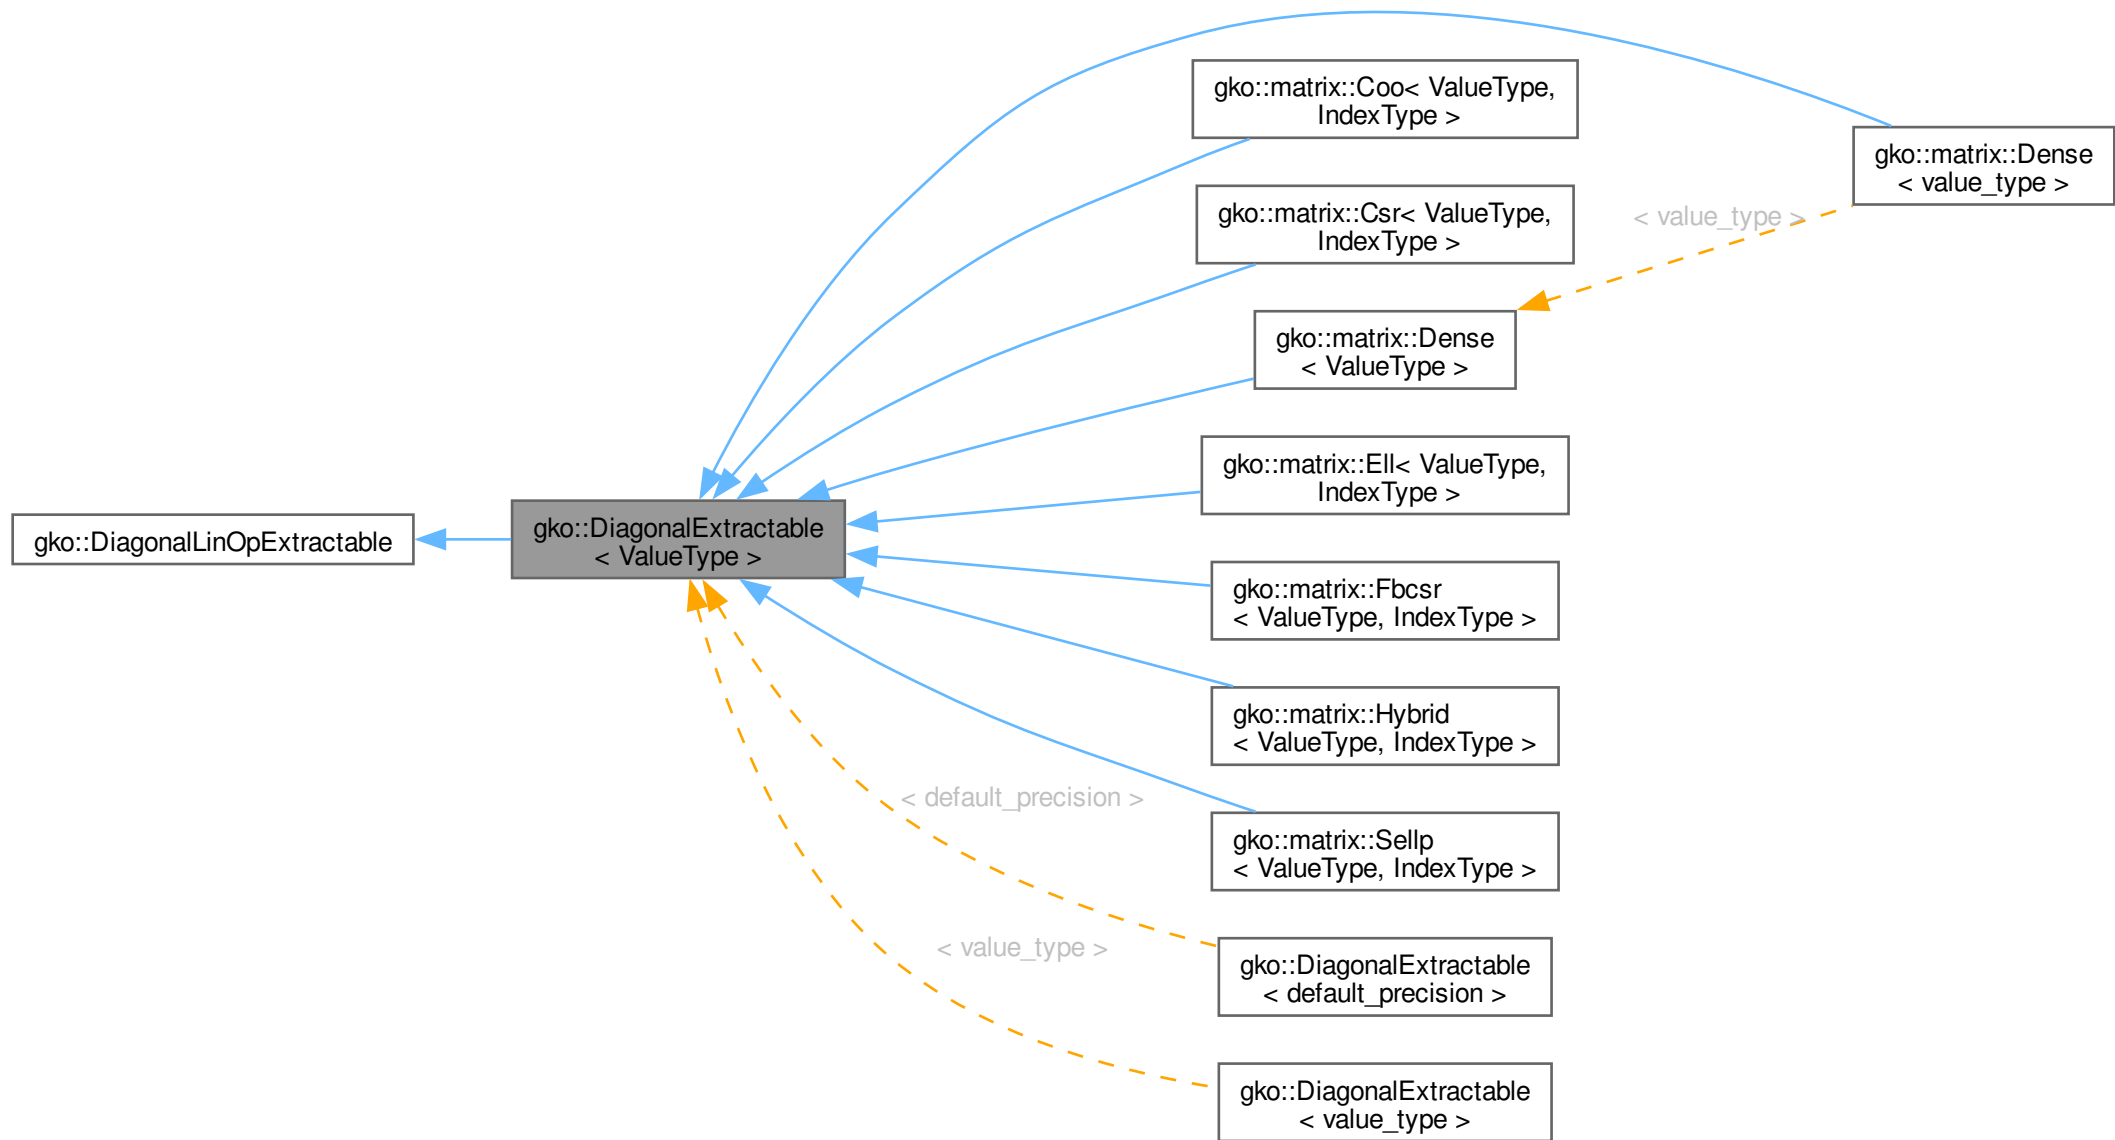 gko::matrix::Coo< ValueType,
IndexType >
gko::matrix::Dense
< value_type >
gko::matrix::Csr< ValueType,
IndexType >
< value_type >
gko::matrix::Dense
< ValueType >
gko::matrix::Ell< ValueType,
IndexType >
gko::DiagonalLinOpExtractable
gko::DiagonalExtractable
< ValueType >
gko::matrix::Fbcsr
< ValueType, IndexType >
gko::matrix::Hybrid
< ValueType, IndexType >
< default_precision >
gko::matrix::Sellp
< ValueType, IndexType >
< value_type >
gko::DiagonalExtractable
< default_precision >
gko::DiagonalExtractable
< value_type >